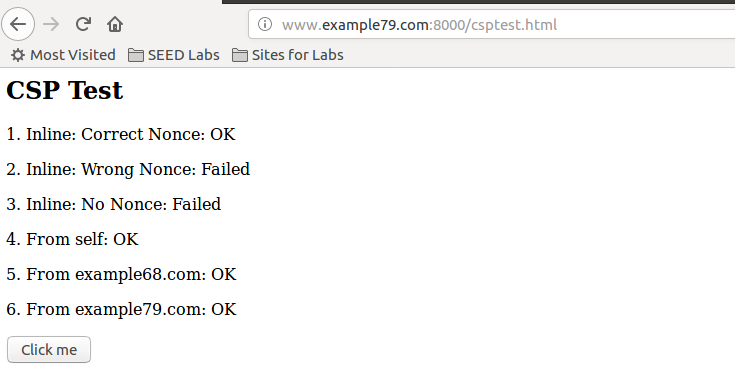 www.example79.com:8000/csptest.html
Most Visited SEED Labs Sites for Labs
CSP Test
1. Inline: Correct Nonce: OK
2. Inline: Wrong Nonce: Failed
3. Inline: No Nonce: Failed
4. From self: OK
5. From example68.com: OK
6. From example79.com: OK
Click me